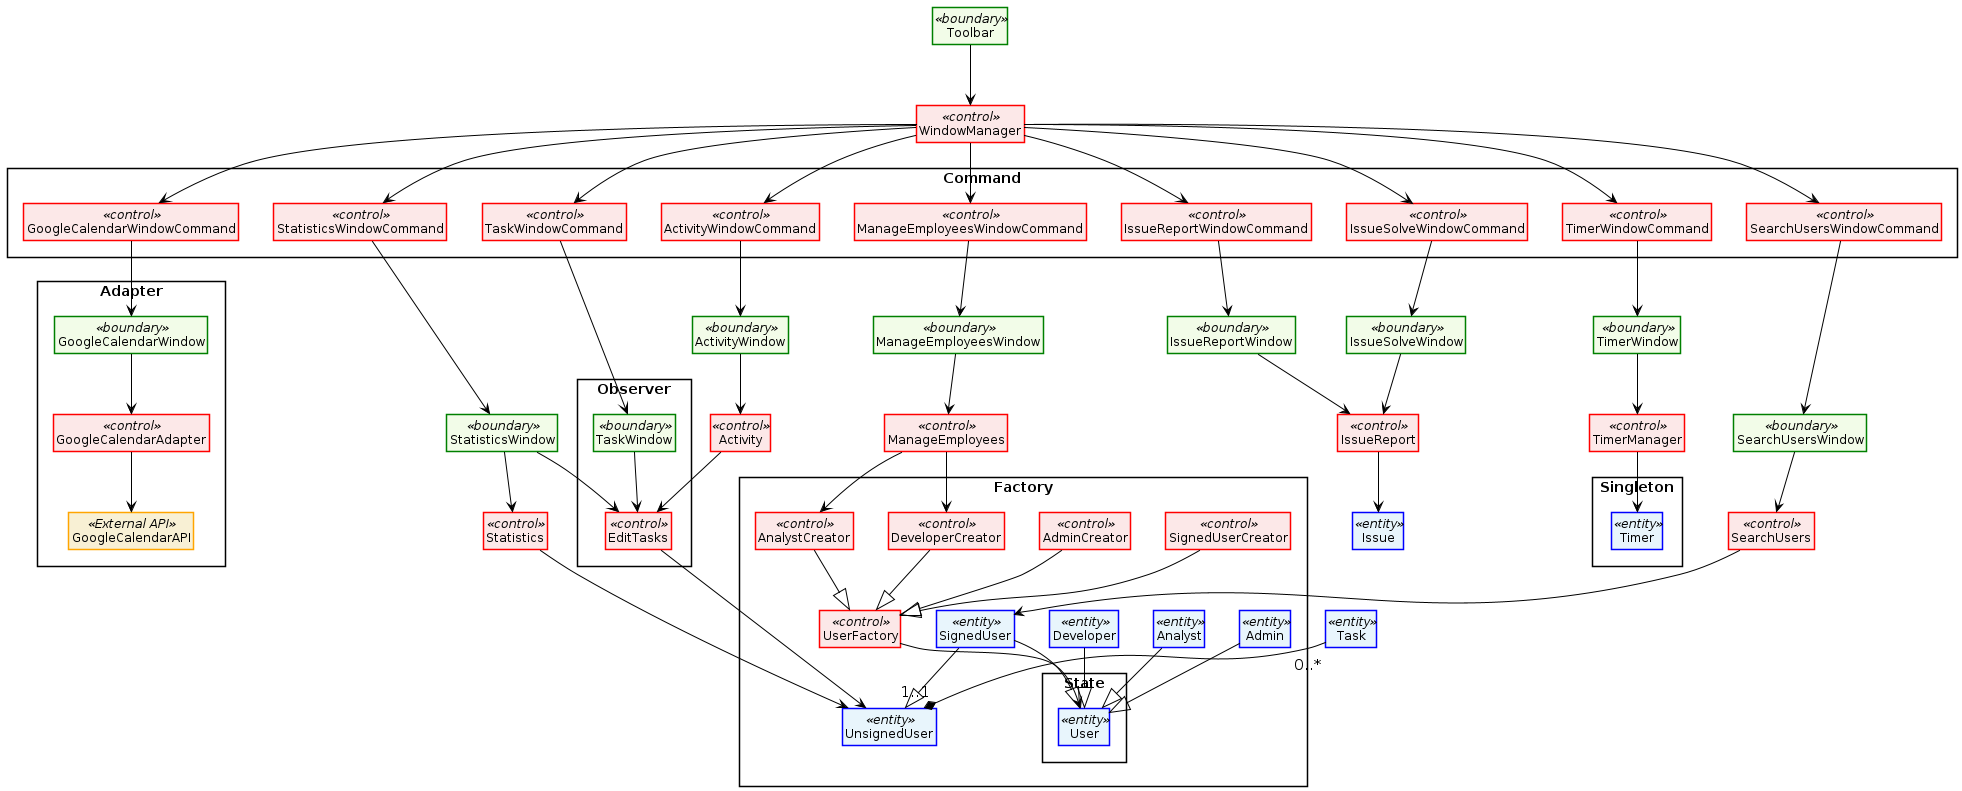 «boundary»
Toolbar
«control»
WindowManager
Command
«control»
GoogleCalendarWindowCommand
«control»
StatisticsWindowCommand
«control»
TaskWindowCommand
«control»
ActivityWindowCommand
«control»
ManageEmployeesWindowCommand
«control»
IssueReportWindowCommand
«control»
IssueSolveWindowCommand
«control»
TimerWindowCommand
«control»
SearchUsersWindowCommand
Adapter
«boundary»
GoogleCalendarWindow
«boundary»
ActivityWindow
«boundary»
ManageEmployeesWindow
«boundary»
IssueReportWindow
«boundary»
IssueSolveWindow
«boundary»
TimerWindow
Observer
«control»
GoogleCalendarAdapter
«boundary»
StatisticsWindow
«boundary»
TaskWindow
«control»
Activity
«control»
ManageEmployees
«control»
IssueReport
«control»
TimerManager
«boundary»
SearchUsersWindow
Factory
Singleton
«External API»
GoogleCalendarAPI
«control»
Statistics
«control»
EditTasks
«control»
AnalystCreator
«control»
DeveloperCreator
«control»
AdminCreator
«control»
SignedUserCreator
«entity»
Issue
«entity»
Timer
«control»
SearchUsers
«control»
UserFactory
«entity»
SignedUser
«entity»
Developer
«entity»
Analyst
«entity»
Admin
«entity»
Task
0..*
State
1..1
«entity»
UnsignedUser
«entity»
User